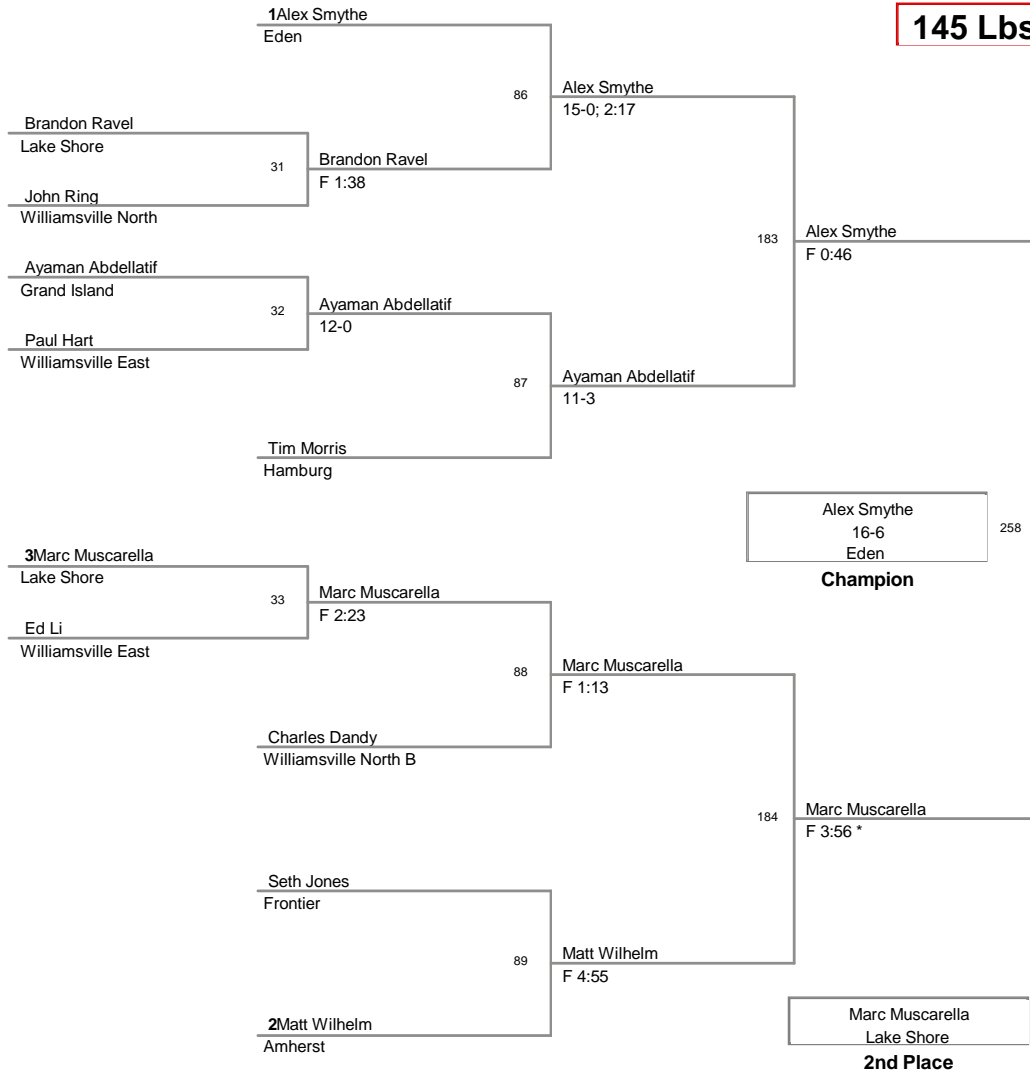 1Alex Smythe
Eden
145 Lbs
86
Alex Smythe
15-0; 2:17
Brandon Ravel
Lake Shore
31
Brandon Ravel
F 1:38
John Ring
Williamsville North
183
Alex Smythe
F 0:46
Ayaman Abdellatif
Grand Island
32
Ayaman Abdellatif
12-0
Paul Hart
Williamsville East
87
Ayaman Abdellatif
11-3
Tim Morris
Hamburg
Alex Smythe
16-6
Eden
258
Champion
3Marc Muscarella
Lake Shore
33
Marc Muscarella
F 2:23
Ed Li
Williamsville East
88
Marc Muscarella
F 1:13
Charles Dandy
Williamsville North B
184
Marc Muscarella
F 3:56 *
Seth Jones
Frontier
89
Matt Wilhelm
F 4:55
2Matt Wilhelm
Amherst
Marc Muscarella
Lake Shore
2nd Place